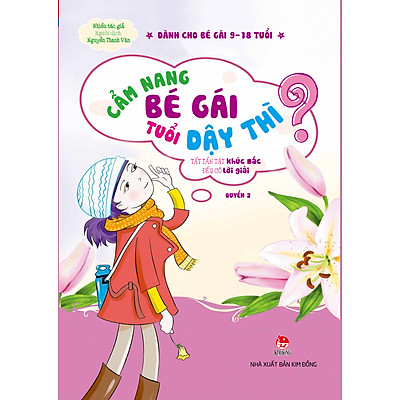 Nhiều tác giả
Người dịch:
Nguyễn Thanh Vân
★ DÀNH CHO BÉ GÁI 9-18 TUỔI ★
CẨM NANG
BÉ GÁI
TUỔI DẬY THÌ?
TẤT TẦN TẬT khúc mắc
ĐỀU CÓ lời giải
QUYỂN 2
KIM ĐỒNG
NHÀ XUẤT BẢN KIM ĐỒNG